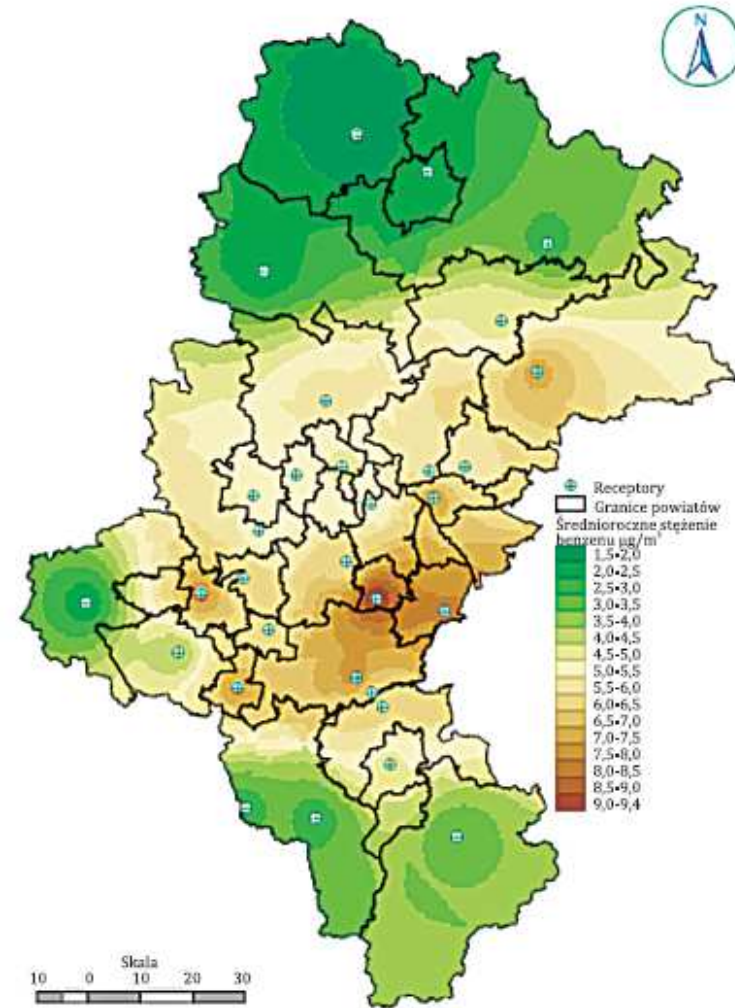 N
Receptory
Granice powiatów
Średnioroczne stężenie
benzenu µg/m³
1,5•2,0
2,0•2,5
2,5•3,0
3,0•3,5
3,5-4,0
4,0•4,5
4,5-5,0
5,0•5,5
5,5-6,0
6,0•6,5
6,5•7,0
7,0-7,5
7,5•8,0
8,0-8,5
8,5•9,0
9,0-9,4
Skala
10 0 10 20 30